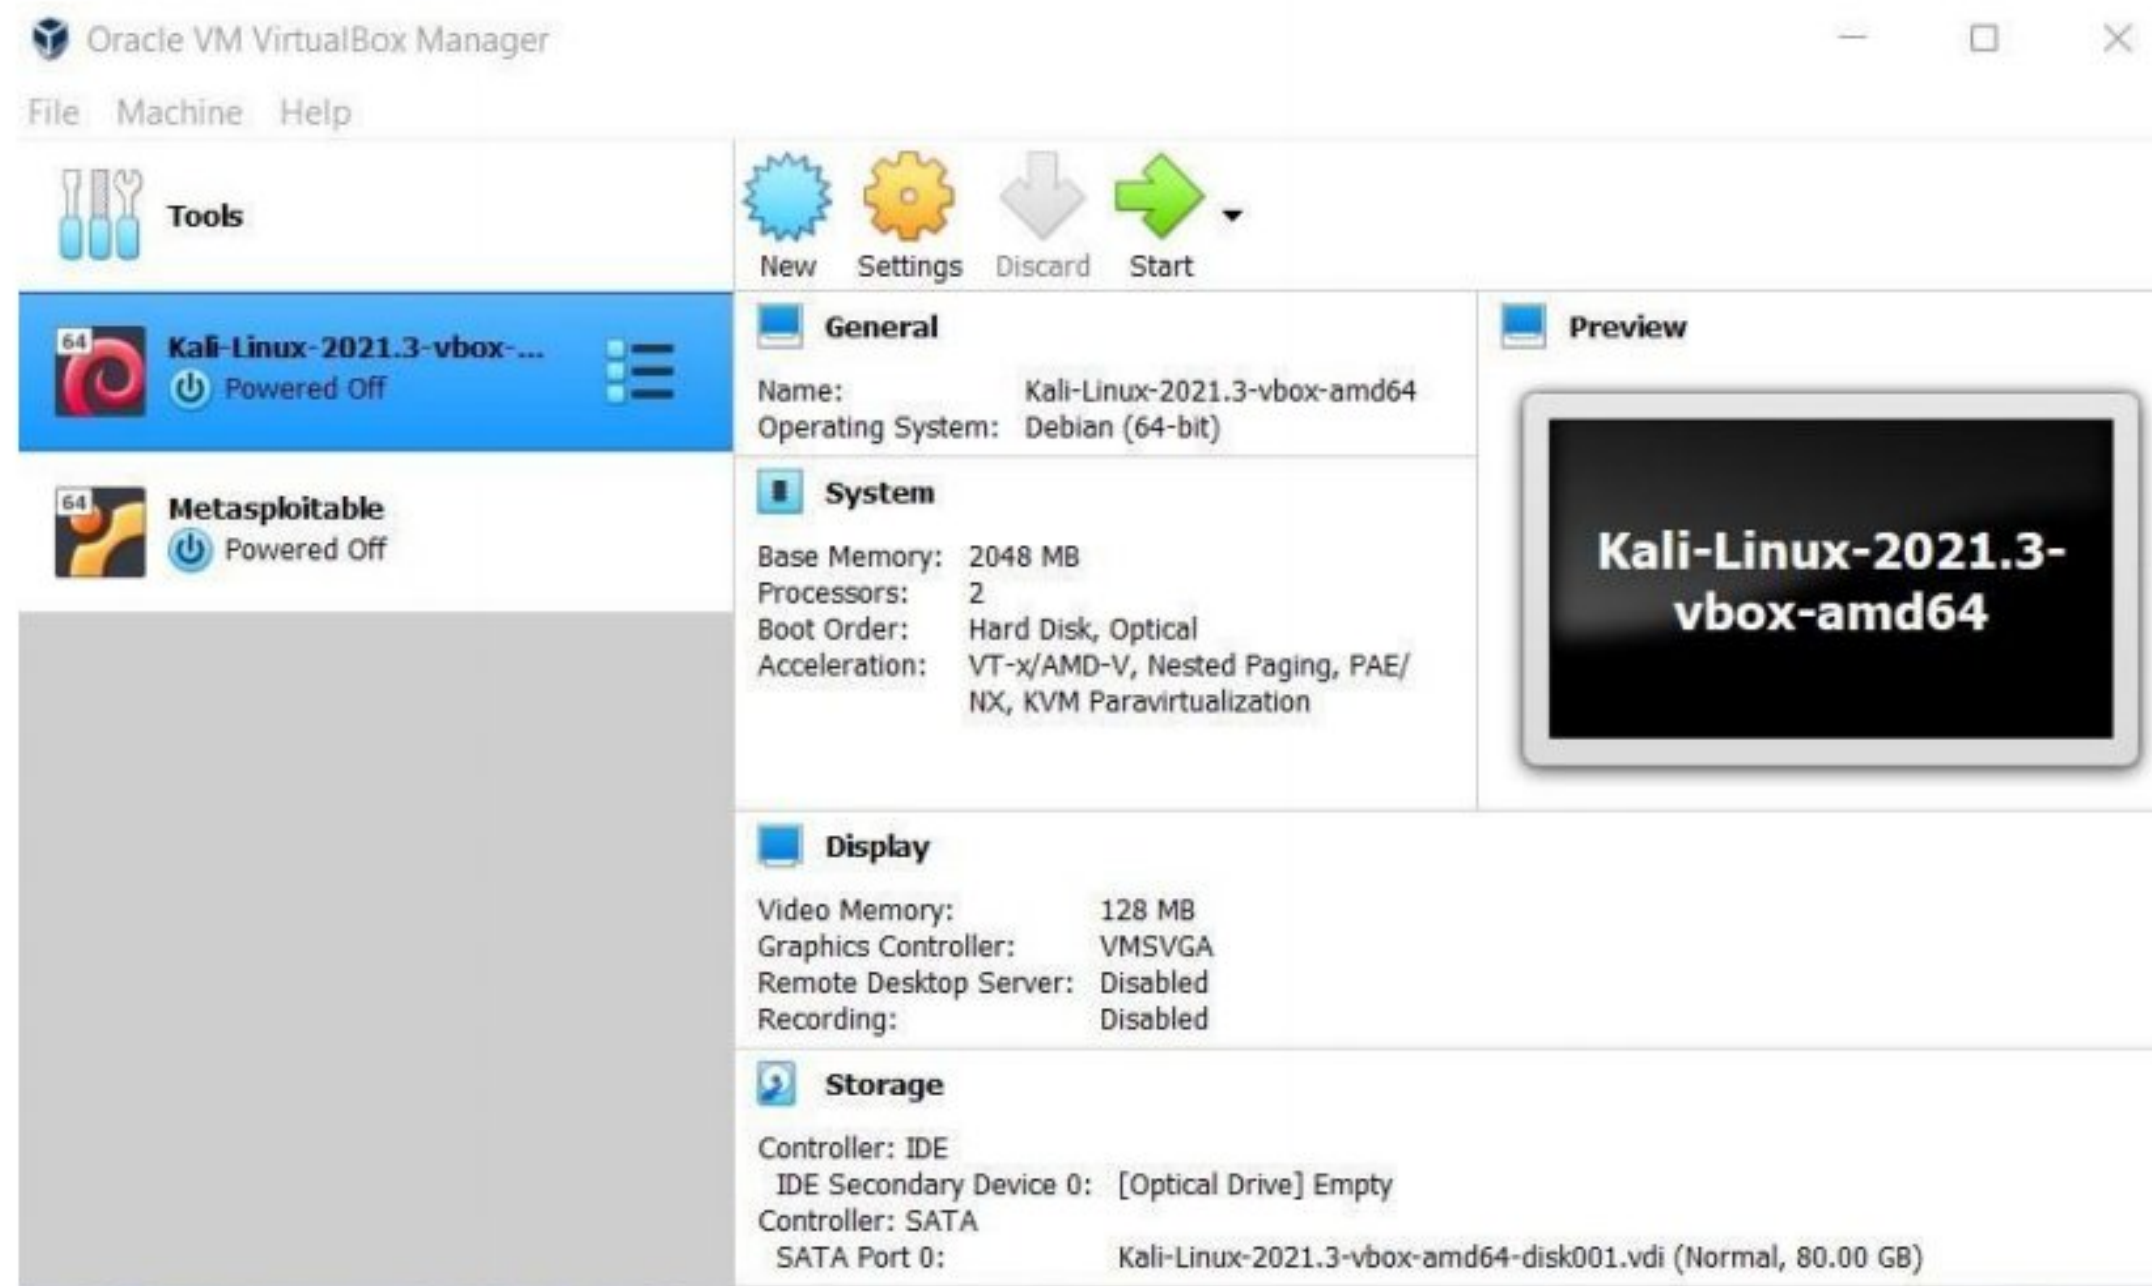 Oracle VM VirtualBox Manager
File Machine Help
Tools
New Settings Discard Start
64
Kali-Linux-2021.3-vbox-...
Powered Off
64
Metasploitable
Powered Off
General
Name: Kali-Linux-2021.3-vbox-amd64
Operating System: Debian (64-bit)
System
Base Memory: 2048 MB
Processors: 2
Boot Order: Hard Disk, Optical
Acceleration: VT-x/AMD-V, Nested Paging, PAE/
NX, KVM Paravirtualization
Preview
Kali-Linux-2021.3-
vbox-amd64
Display
Video Memory: 128 MB
Graphics Controller: VMSVGA
Remote Desktop Server: Disabled
Recording: Disabled
Storage
Controller: IDE
IDE Secondary Device 0: [Optical Drive] Empty
Controller: SATA
SATA Port 0: Kali-Linux-2021.3-vbox-amd64-disk001.vdi (Normal, 80.00 GB)